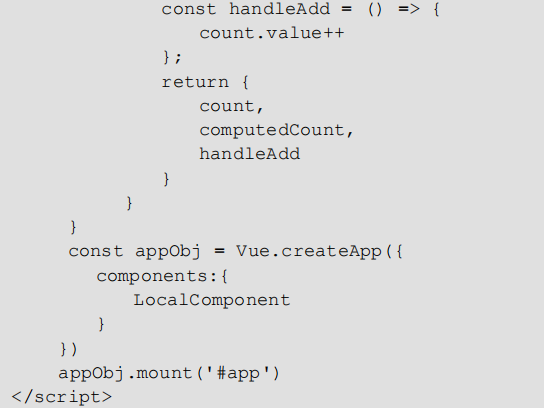 const handleAdd = () => {
count.value++
};
return {
count,
computedCount,
handleAdd
}
}
}
const appObj = Vue.createApp({
components:{
LocalComponent
}
})
appObj.mount('#app')
</script>